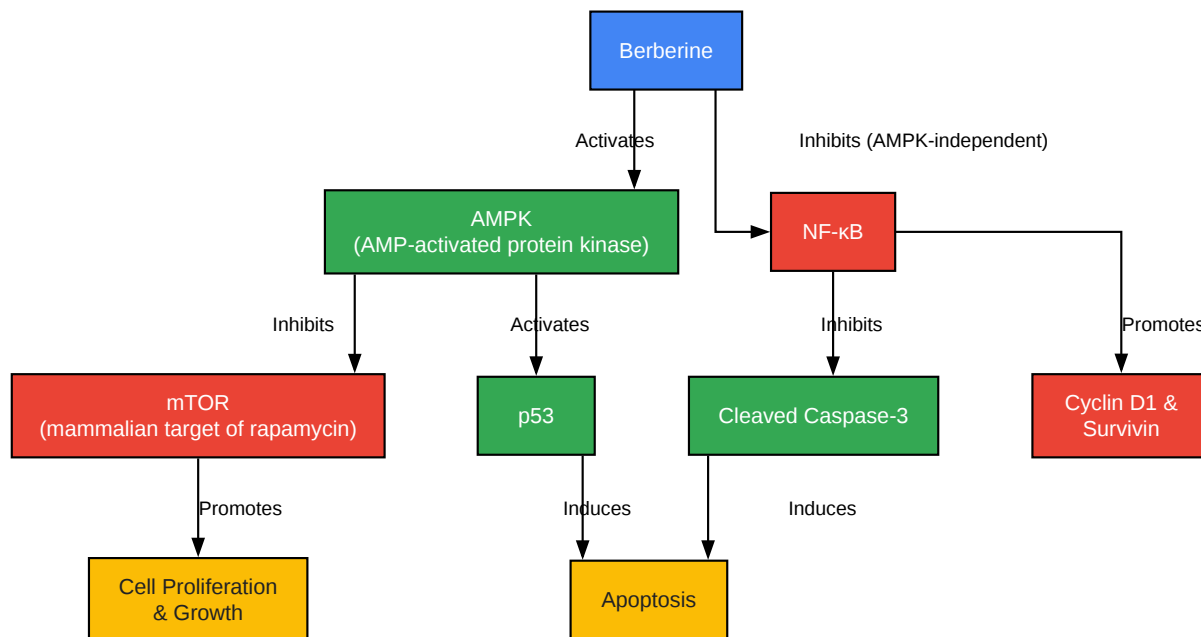 Berberine
Activates
Inhibits (AMPK-independent)
AMPK
(AMP-activated protein kinase)
NF-κB
Inhibits
Activates
Inhibits
Promotes
mTOR
(mammalian target of rapamycin)
p53
Cleaved Caspase-3
Cyclin D1 &
Survivin
Promotes
Induces
Induces
Cell Proliferation
& Growth
Apoptosis